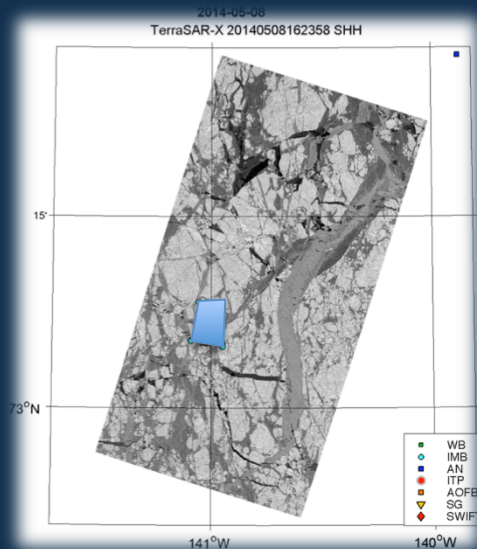 2014-05-08
TerraSAR-X 20140508162358 SHH
15'
73°N
WB
IMB
AN
ITP
AOFB
SG
SWIFT
141°W
140°W